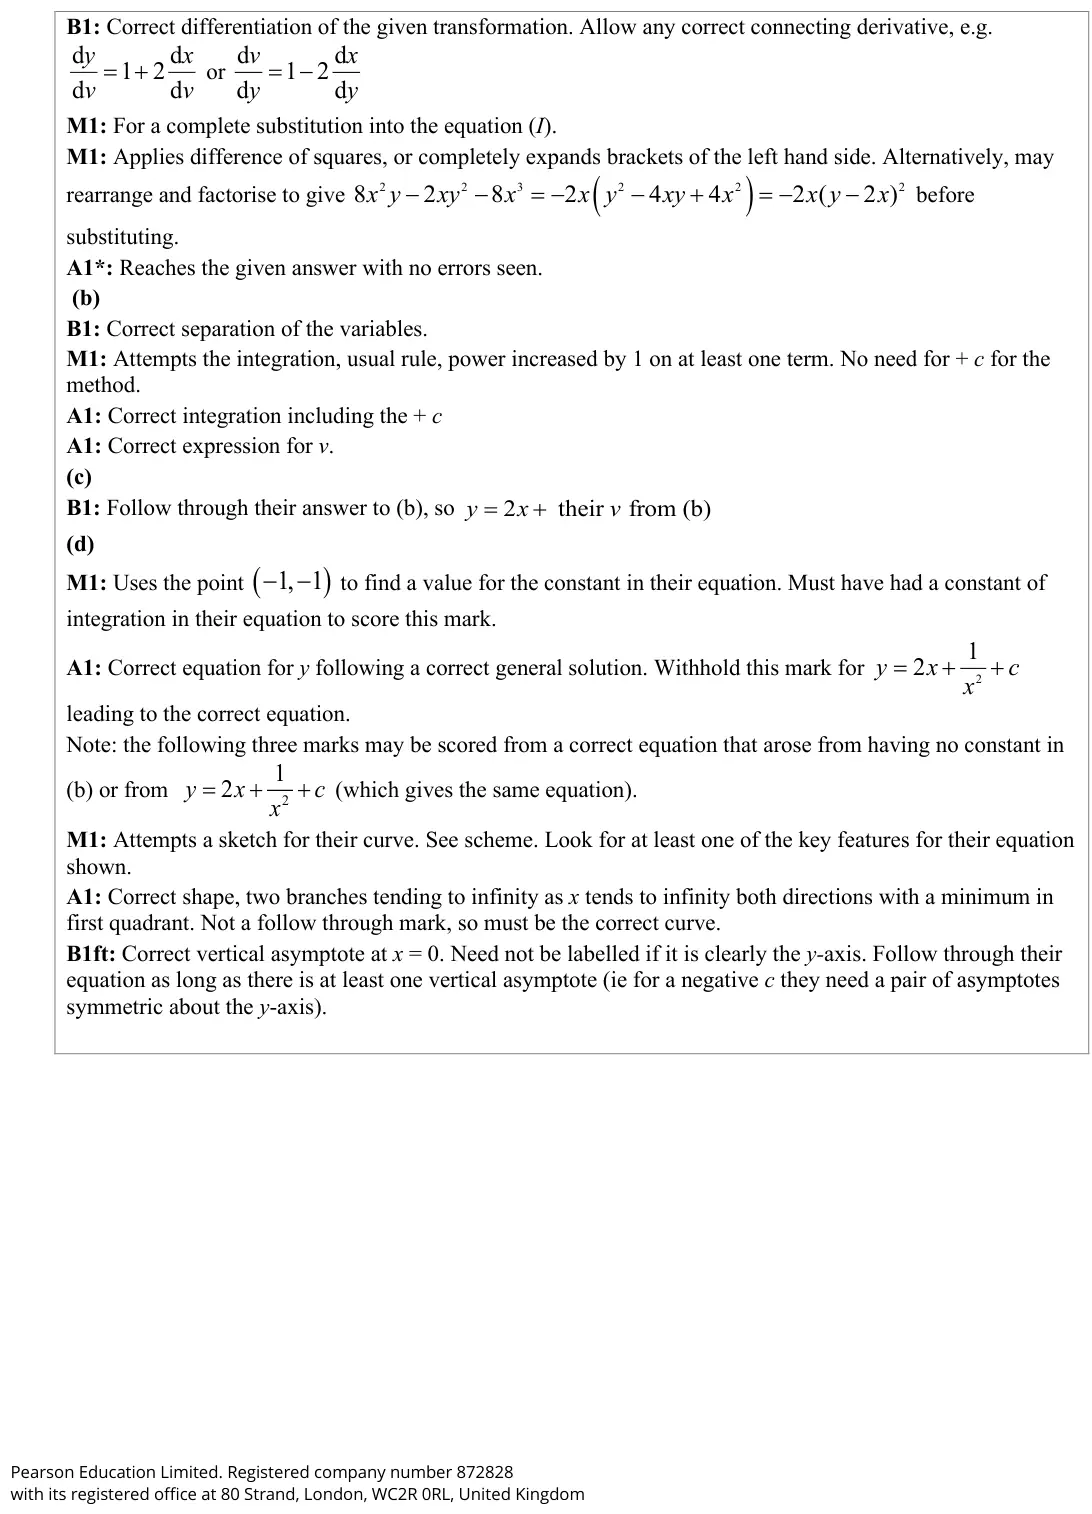 B1: Correct differentiation of the given transformation. Allow any correct connecting derivative, e.g.
dy/dv = 1 + 2 dx/dv or dv/dy = 1 − 2 dx/dy
M1: For a complete substitution into the equation (I).
M1: Applies difference of squares, or completely expands brackets of the left hand side. Alternatively, may
rearrange and factorise to give 8x²y − 2xy² − 8x³ = −2x(y² − 4xy + 4x²) = −2x(y − 2x)² before
substituting.
A1*: Reaches the given answer with no errors seen.
(b)
B1: Correct separation of the variables.
M1: Attempts the integration, usual rule, power increased by 1 on at least one term. No need for + c for the
method.
A1: Correct integration including the + c
A1: Correct expression for v.
(c)
B1: Follow through their answer to (b), so y = 2x + their v from (b)
(d)
M1: Uses the point (−1, −1) to find a value for the constant in their equation. Must have had a constant of
integration in their equation to score this mark.
A1: Correct equation for y following a correct general solution. Withhold this mark for y = 2x + 1/x² + c
leading to the correct equation.
Note: the following three marks may be scored from a correct equation that arose from having no constant in
(b) or from y = 2x + 1/x² + c (which gives the same equation).
M1: Attempts a sketch for their curve. See scheme. Look for at least one of the key features for their equation
shown.
A1: Correct shape, two branches tending to infinity as x tends to infinity both directions with a minimum in
first quadrant. Not a follow through mark, so must be the correct curve.
B1ft: Correct vertical asymptote at x = 0. Need not be labelled if it is clearly the y-axis. Follow through their
equation as long as there is at least one vertical asymptote (ie for a negative c they need a pair of asymptotes
symmetric about the y-axis).
Pearson Education Limited. Registered company number 872828
with its registered office at 80 Strand, London, WC2R 0RL, United Kingdom